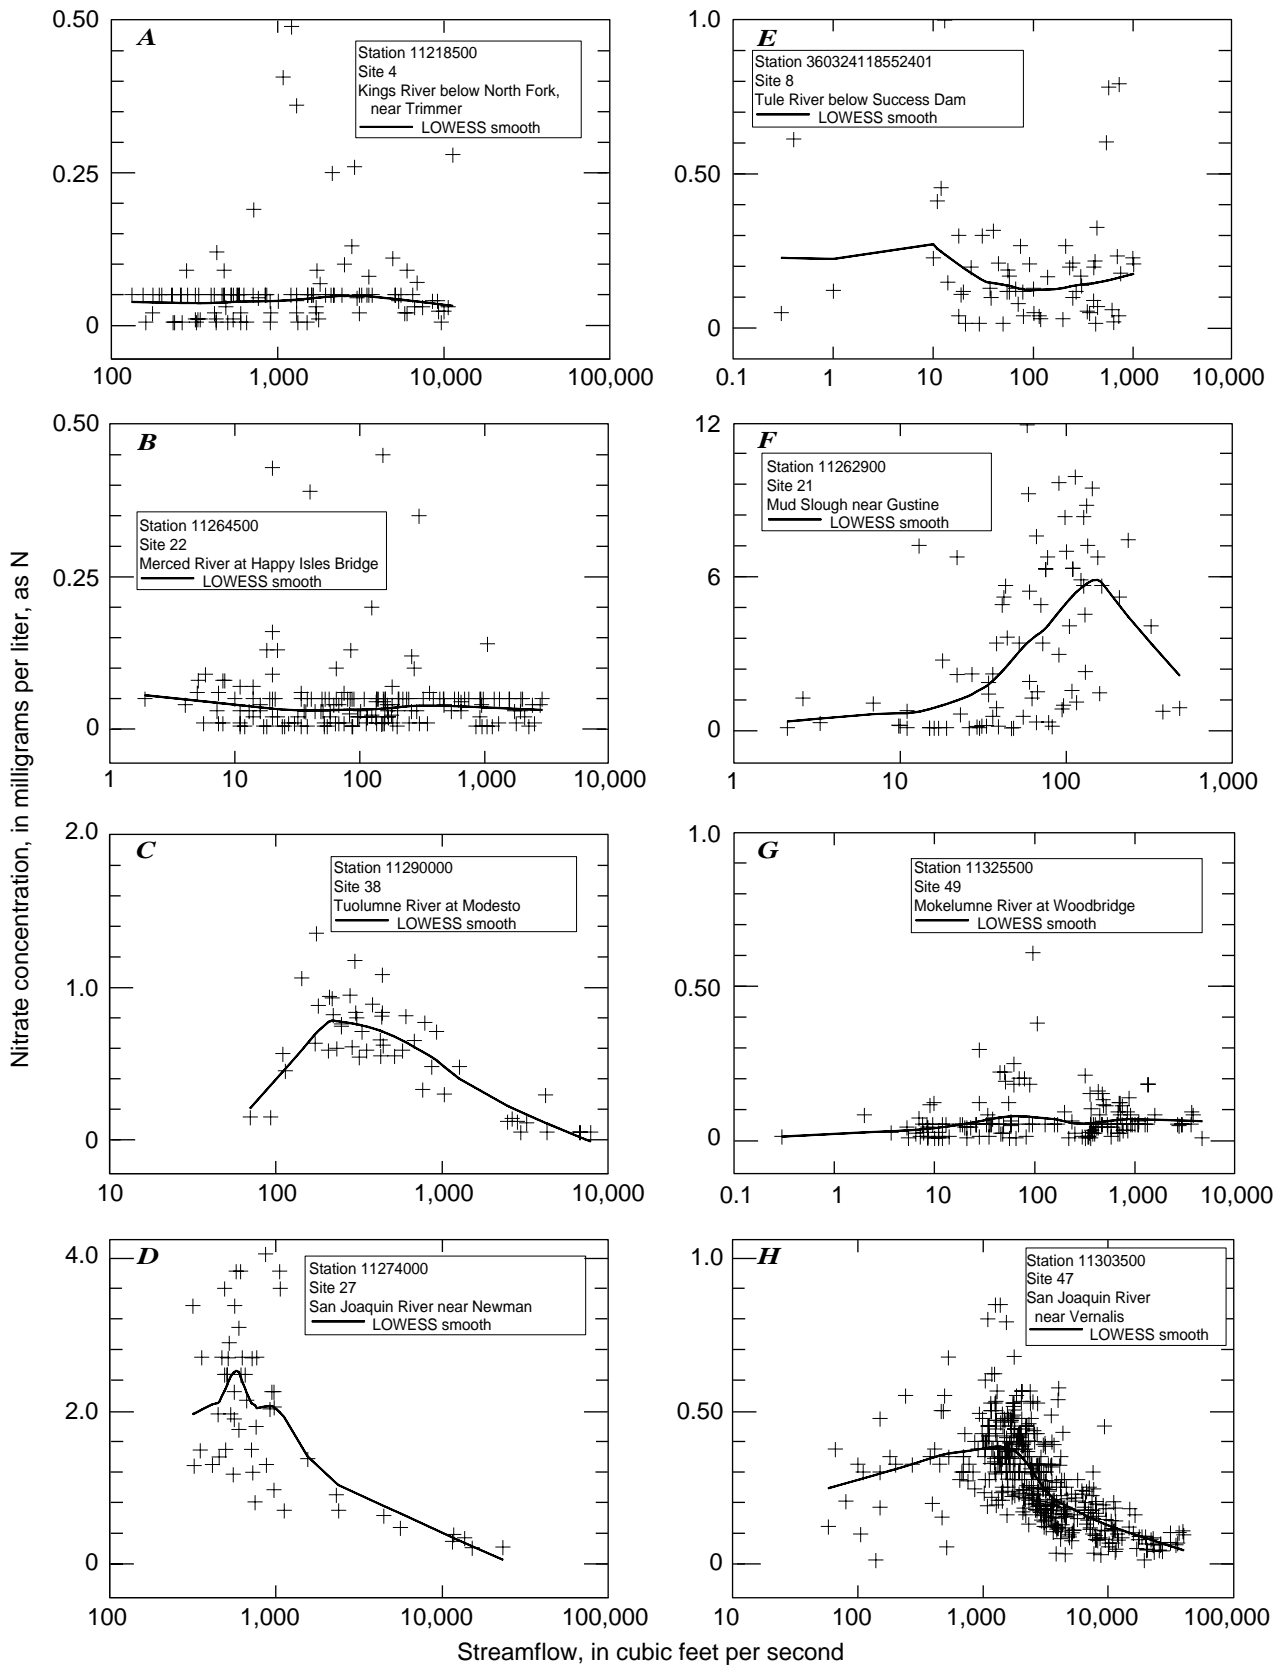 Nitrate concentration, in milligrams per liter, as N
A
Station 11218500
Site 4
Kings River below North Fork,
near Trimmer
LOWESS smooth
0.50
0.25
0
100 1,000 10,000 100,000
E
Station 360324118552401
Site 8
Tule River below Success Dam
LOWESS smooth
1.0
0.50
0
0.1 1 10 100 1,000 10,000
B
Station 11264500
Site 22
Merced River at Happy Isles Bridge
LOWESS smooth
0.50
0.25
0
1 10 100 1,000 10,000
F
Station 11262900
Site 21
Mud Slough near Gustine
LOWESS smooth
12
6
0
1 10 100 1,000
C
Station 11290000
Site 38
Tuolumne River at Modesto
LOWESS smooth
2.0
1.0
0
10 100 1,000 10,000
G
Station 11325500
Site 49
Mokelumne River at Woodbridge
LOWESS smooth
1.0
0.50
0
0.1 1 10 100 1,000 10,000
D
Station 11274000
Site 27
San Joaquin River near Newman
LOWESS smooth
4.0
2.0
0
100 1,000 10,000 100,000
H
Station 11303500
Site 47
San Joaquin River
near Vernalis
LOWESS smooth
1.0
0.50
0
10 100 1,000 10,000 100,000
Streamflow, in cubic feet per second